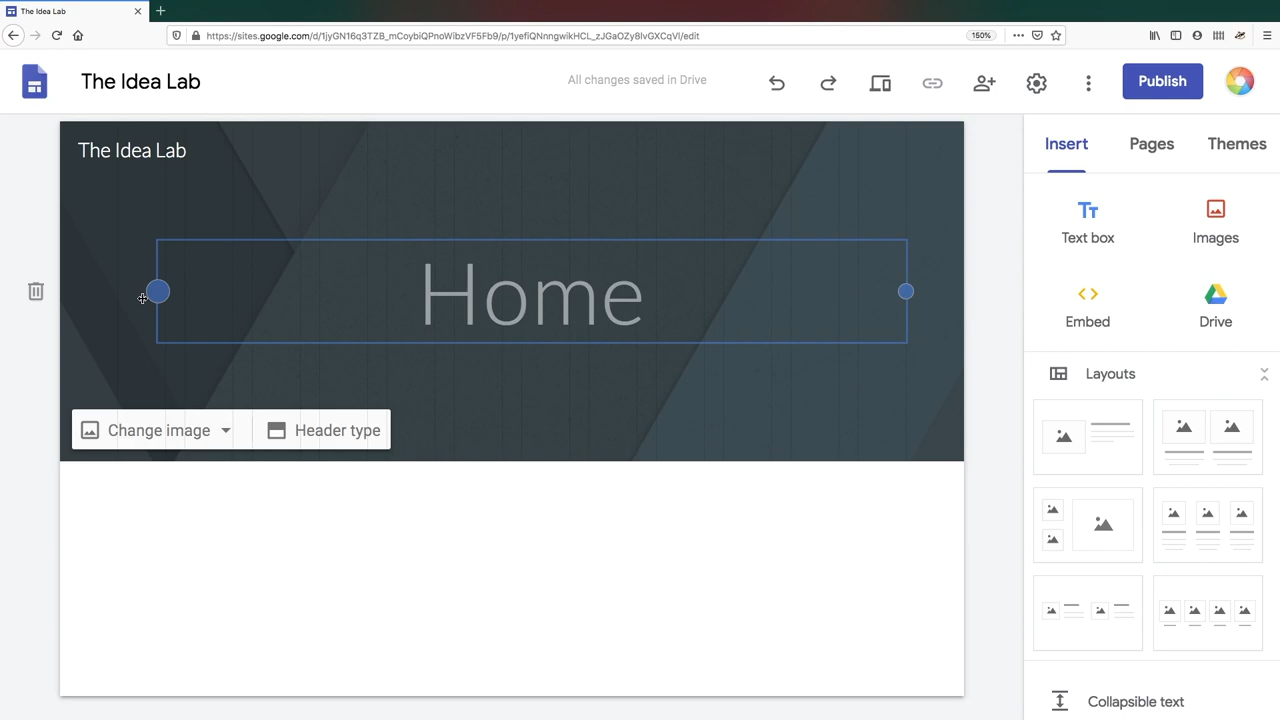 The Idea Lab
https://sites.google.com/d/1jyGN16q3TZB_mCoybiQPnoWibzVF5Fb9/p/1yefiQNnngwikHCL_zJGaOZy8lvGXCqVl/edit
150%
The Idea Lab
All changes saved in Drive
Publish
The Idea Lab
Home
Change image
Header type
Insert
Pages
Themes
Tт
Text box
Images
Embed
Drive
Layouts
Collapsible text